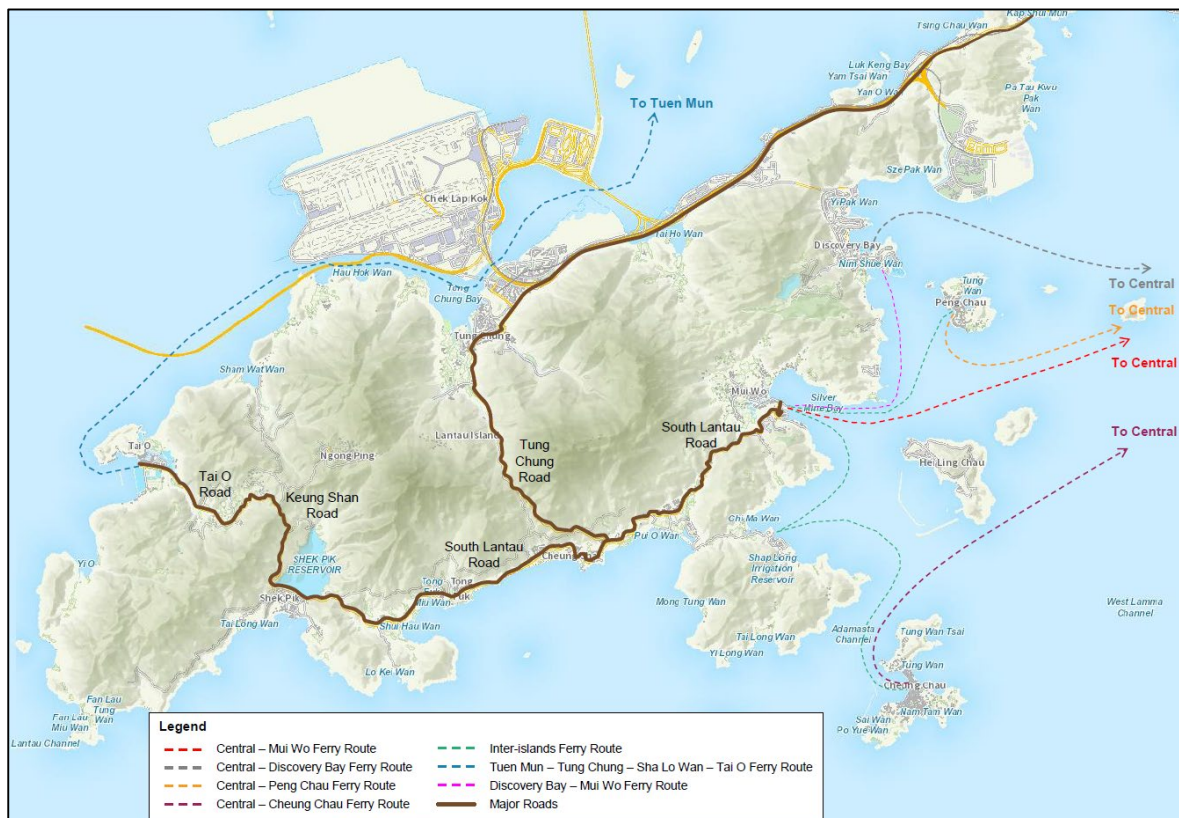 Kap Shui Mun
Tsing Chau Wan
Luk Keng Bay
Yam Tsai Wan
Yan O Wan
Pa Tau Kwu
Pak
Wan
To Tuen Mun
Sze Pak Wan
Chek Lap Kok
Yi Pak Wan
Tai Ho Wan
Discovery Bay
Nim Shue Wan
Hau Hok Wan
Tung
Chung Bay
Tung
Wan
Peng Chau
To Central
To Central
Tung Chung
To Central
Sham Wat Wan
Mui Wo
Silver
Mine Bay
To Central
Tai O
Lantau Island
Ngong Ping
South Lantau
Road
Tung
Chung
Road
Hei Ling Chau
Tai O
Road
Keung Shan
Road
Chi Ma Wan
Pui O Wan
South Lantau
Road
Cheung Sha
Yi O
SHEK PIK
RESERVOIR
Shap Long
Irrigation
Reservoir
Tong
Fuk
Miu Wan
Tong
Fuk
Shek Pik
Mong Tung Wan
West Lamma
Channel
Tai Long Wan
Shui Hau Wan
Adamasta
Channel
Tung Wan Tsai
Tai Long Wan
Yi Long Wan
Lo Kei Wan
Tung Wan
Cheung Chau
Fan Lau
Tung
Wan
Nam Tam Wan
Sai Wan
Po Yue Wan
Fan Lau
Miu Wan
Lantau Channel
Legend
Central – Mui Wo Ferry Route
Central – Discovery Bay Ferry Route
Central – Peng Chau Ferry Route
Central – Cheung Chau Ferry Route
Inter-islands Ferry Route
Tuen Mun – Tung Chung – Sha Lo Wan – Tai O Ferry Route
Discovery Bay – Mui Wo Ferry Route
Major Roads